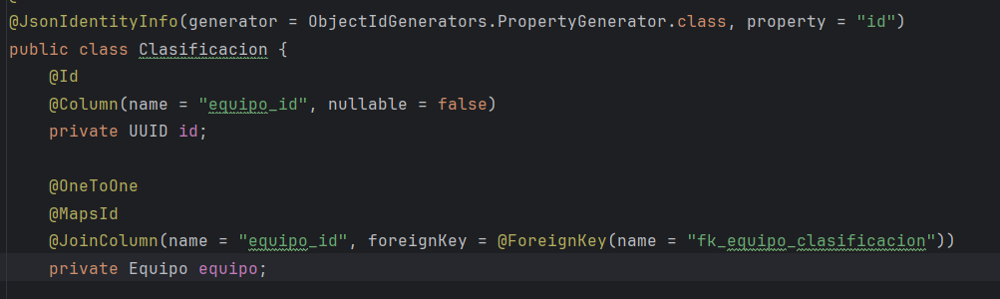 @JsonIdentityInfo(generator = ObjectIdGenerators.PropertyGenerator.class, property = "id")
public class Clasificacion {
    @Id
    @Column(name = "equipo_id", nullable = false)
    private UUID id;

    @OneToOne
    @MapsId
    @JoinColumn(name = "equipo_id", foreignKey = @ForeignKey(name = "fk_equipo_clasificacion"))
    private Equipo equipo;